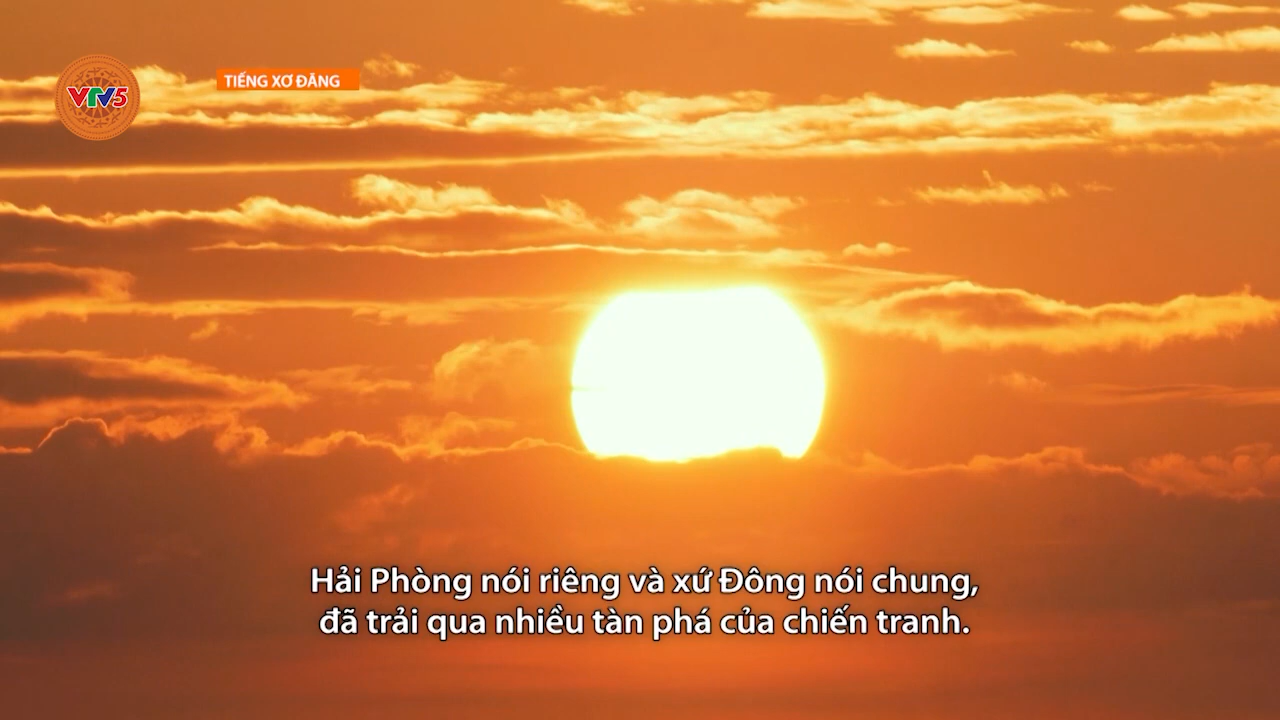 VTV5
TIẾNG XƠ ĐĂNG
Hải Phòng nói riêng và xứ Đông nói chung,
đã trải qua nhiều tàn phá của chiến tranh.